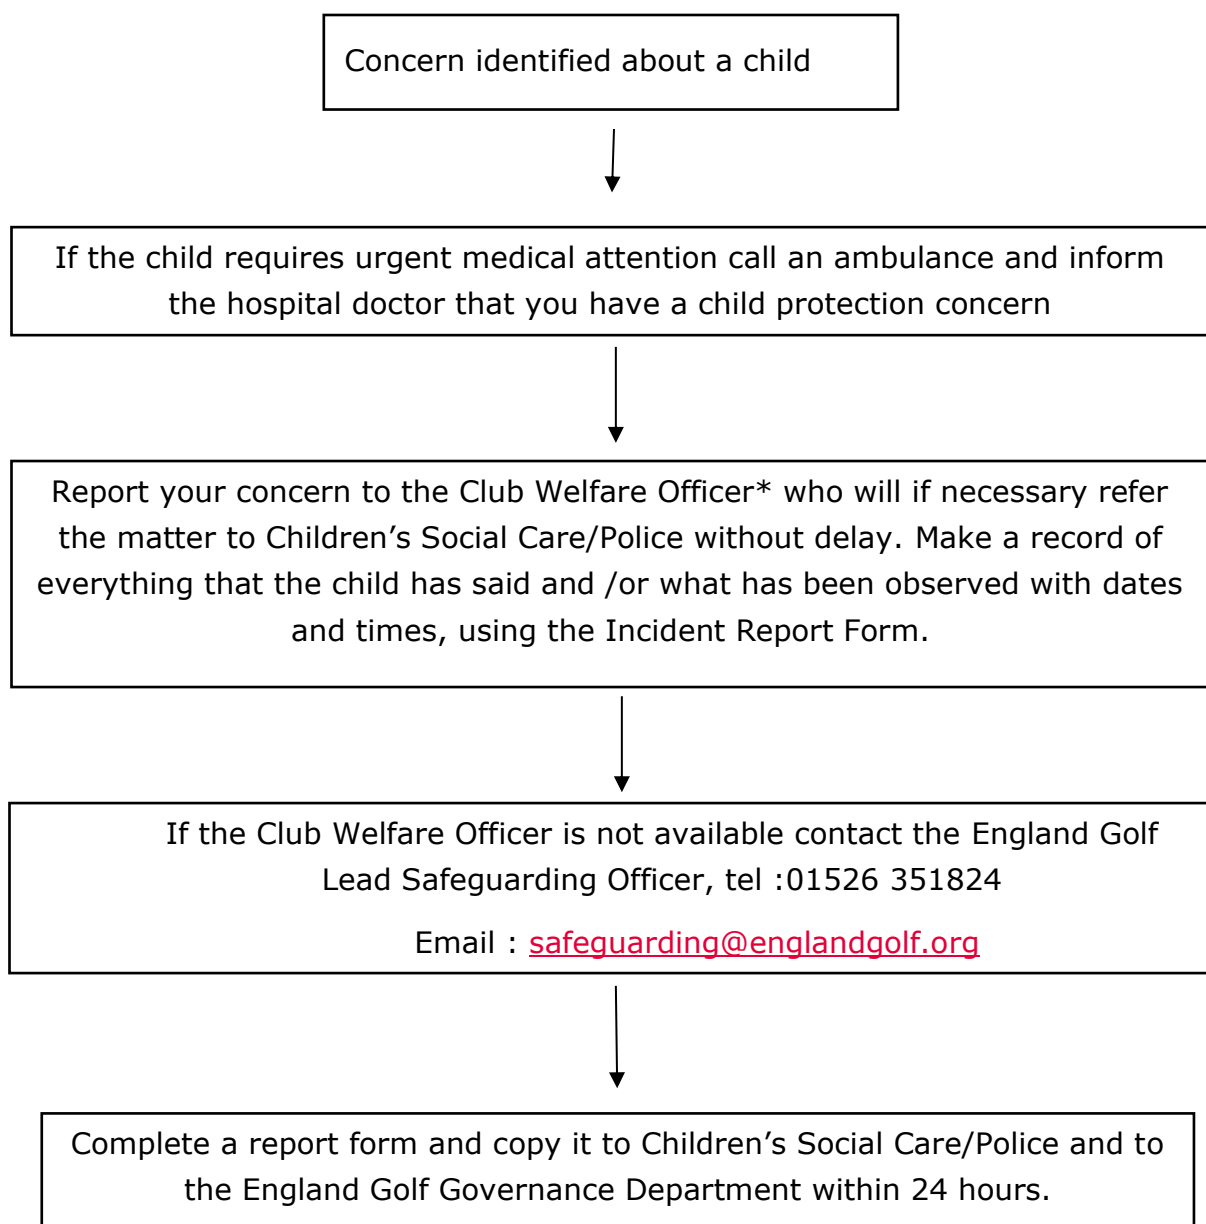 Concern identified about a child
If the child requires urgent medical attention call an ambulance and inform
the hospital doctor that you have a child protection concern
Report your concern to the Club Welfare Officer* who will if necessary refer
the matter to Children’s Social Care/Police without delay. Make a record of
everything that the child has said and /or what has been observed with dates
and times, using the Incident Report Form.
If the Club Welfare Officer is not available contact the England Golf
Lead Safeguarding Officer, tel :01526 351824
Email : safeguarding@englandgolf.org
Complete a report form and copy it to Children’s Social Care/Police and to
the England Golf Governance Department within 24 hours.